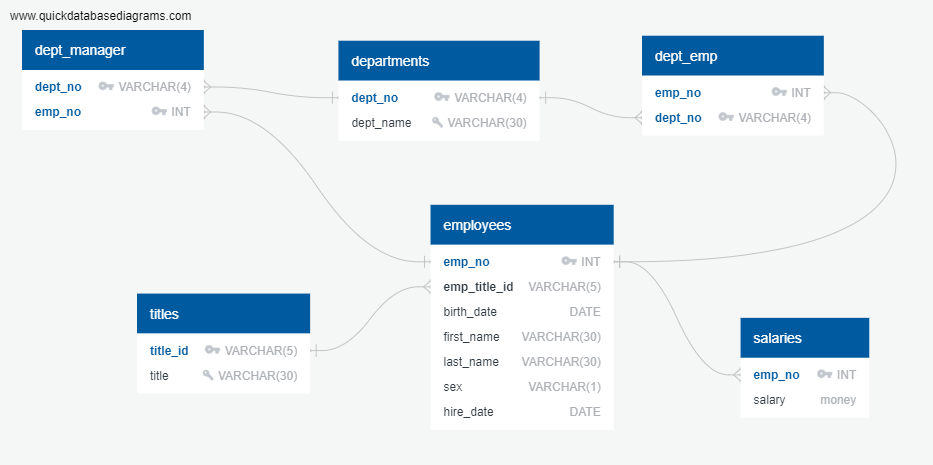 www.quickdatabasediagrams.com
dept_manager
dept_no VARCHAR(4)
emp_no INT
departments
dept_no VARCHAR(4)
dept_name VARCHAR(30)
dept_emp
emp_no INT
dept_no VARCHAR(4)
employees
emp_no INT
emp_title_id VARCHAR(5)
birth_date DATE
first_name VARCHAR(30)
last_name VARCHAR(30)
sex VARCHAR(1)
hire_date DATE
titles
title_id VARCHAR(5)
title VARCHAR(30)
salaries
emp_no INT
salary money